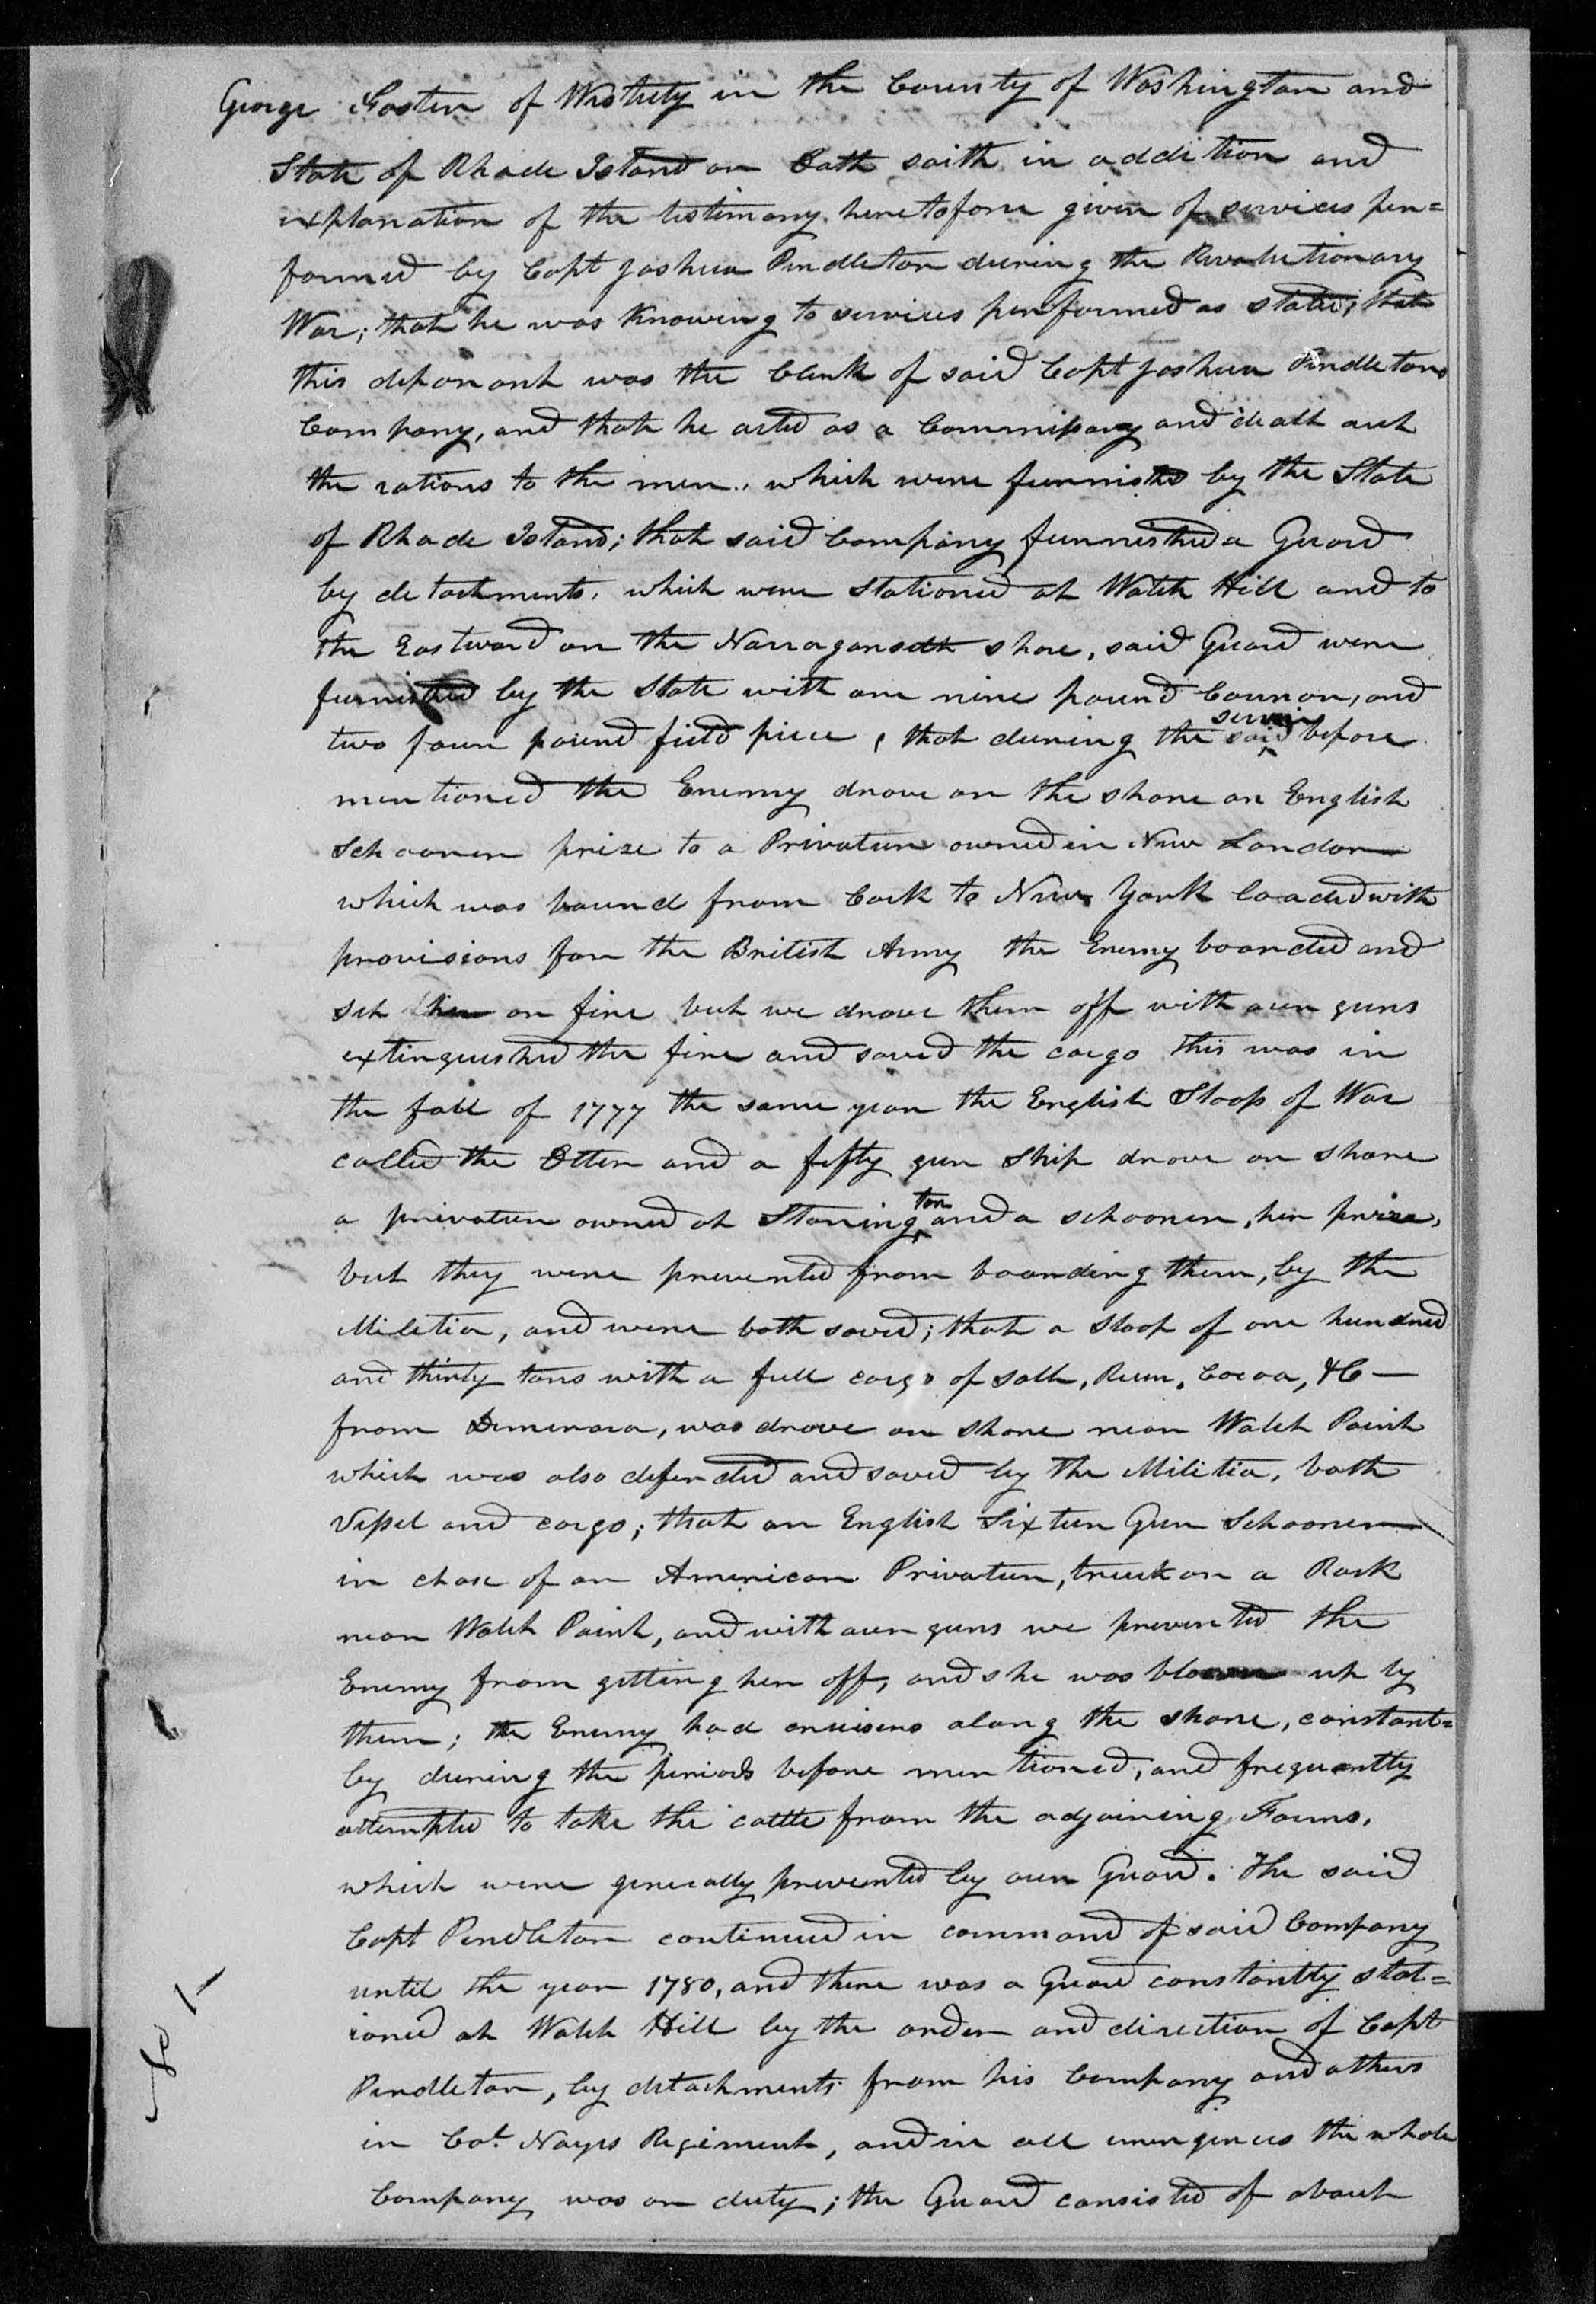 George Foster of Westerly in the County of Washington and
State of Rhode Island on Oath saith in addition and
explanation of the testimony heretofore given of services per=
formed by Capt Joshua Pendleton during the Revolutionary
War; that he was Knowing to services performed as stated; that
this deponant was the Clerk of said Capt Joshua Pendletons
Company, and that he acted as a Commissary and dealt out
the rations to the men, which were furnished by the State
of Rhode Island; that said Company furnished a Guard
by detachments, which were stationed at Watch Hill and to
the Eastward on the Narragansett shore, said Guard were
furnished by the State with one nine pound Cannon, and
two four pound field piece, that during the service before
mentioned the Enemy drove on the shore an English
Schooner prize to a Privateer owned in New London
which was bound from Cork to New York loaded with
provisions for the British Army the Enemy boarded and
set her on fire but we drove them off with our guns
extinguished the fire and saved the cargo this was in
the fall of 1777 the same year the English Sloop of War
called the Otter and a fifty gun Ship drove on shore
a privateer owned at Stonington and a schooner, her prize,
but they were prevented from boarding them, by the
Militia, and were both saved; that a Sloop of one hundred
and thirty tons with a full cargo of salt, Rum, Cocoa, &C —
from Demerara, was drove on shore near Watch Point
which was also defended and saved by the Militia, both
Vessel and cargo; that an English Sixteen Gun Schooner
in chase of an American Privateer, struck on a Rock
near Watch Point, and with our guns we prevented the
Enemy from gitting her off, and she was blown up by
them; the Enemy had cruisers along the shore, constant=
ly during the periods before mentioned, and frequently
attempted to take the cattle from the adjoining Farms,
which were generally prevented by our Guard. The said
Capt Pendleton continued in command of said Company
until the year 1780, and there was a Guard constantly stat=
ioned at Watch Hill by the order and direction of Capt
Pendleton, by detachments from his Company and others
in Col. Noyes Regiment, and in all emergences the whole
Company was on duty; the Guard consisted of about